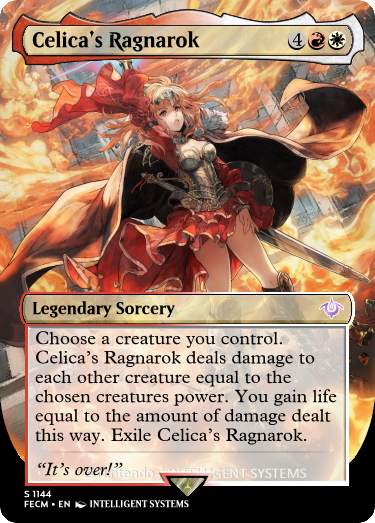 Celica's Ragnarok 4
Legendary Sorcery
Choose a creature you control.
Celica's Ragnarok deals damage to
each other creature equal to the
chosen creatures power. You gain life
equal to the amount of damage dealt
this way. Exile Celica's Ragnarok.
"It's over!"
INTELLIGENT SYSTEMS
S 1144
FECM • EN INTELLIGENT SYSTEMS